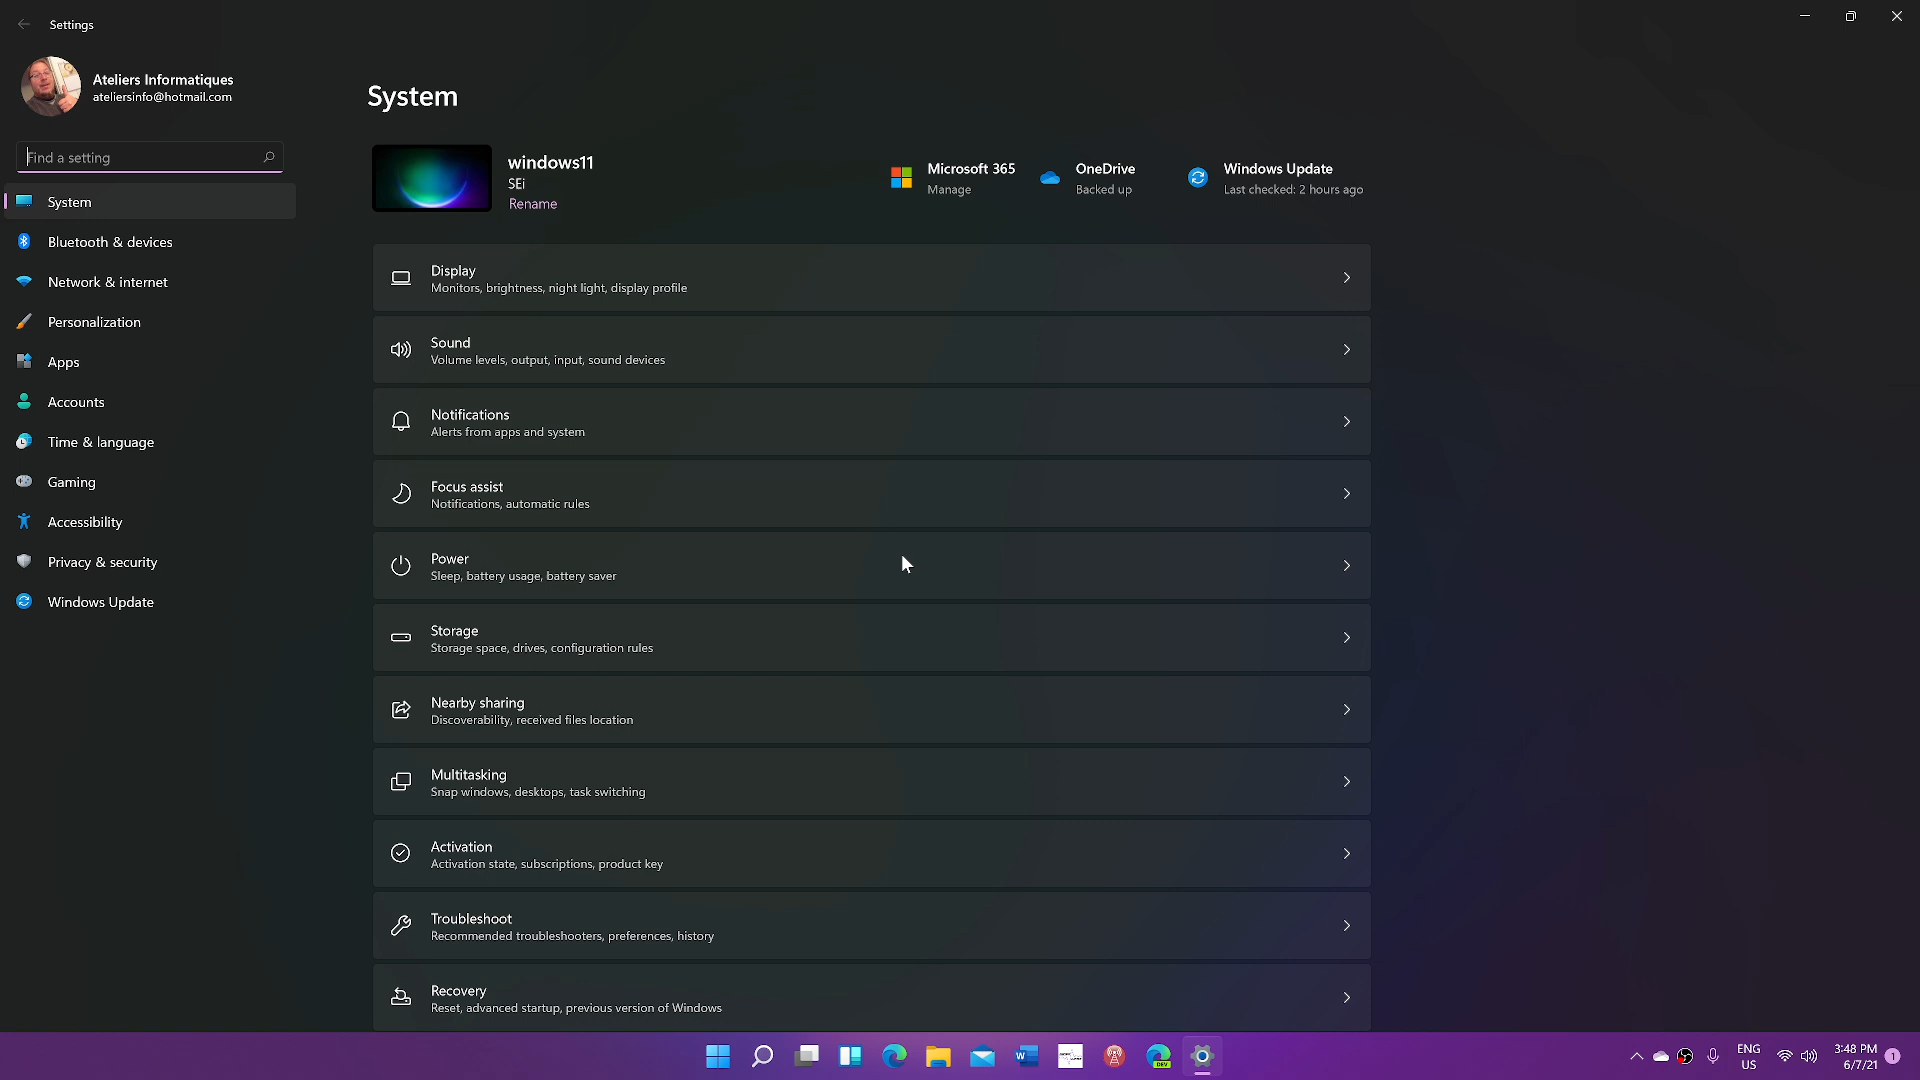 Settings
Ateliers Informatiques
ateliersinfo@hotmail.com
Find a setting
System
Bluetooth & devices
Network & internet
Personalization
Apps
Accounts
Time & language
Gaming
Accessibility
Privacy & security
Windows Update
System
windows11
SEi
Rename
Microsoft 365
Manage
OneDrive
Backed up
Windows Update
Last checked: 2 hours ago
Display
Monitors, brightness, night light, display profile
Sound
Volume levels, output, input, sound devices
Notifications
Alerts from apps and system
Focus assist
Notifications, automatic rules
Power
Sleep, battery usage, battery saver
Storage
Storage space, drives, configuration rules
Nearby sharing
Discoverability, received files location
Multitasking
Snap windows, desktops, task switching
Activation
Activation state, subscriptions, product key
Troubleshoot
Recommended troubleshooters, preferences, history
Recovery
Reset, advanced startup, previous version of Windows
W
DEV
ENG
US
3:48 PM
6/7/21
1